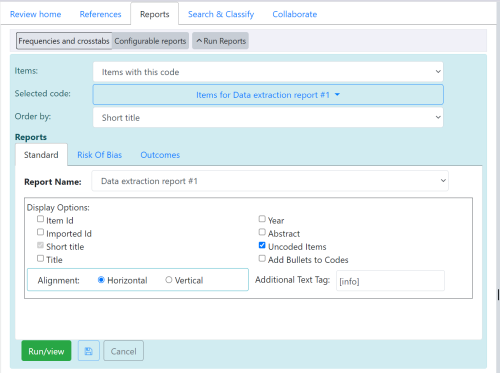 Review home References Reports Search & Classify Collaborate
Frequencies and crosstabs Configurable reports Run Reports
Items: Items with this code
Selected code: Items for Data extraction report #1
Order by: Short title
Reports
Standard Risk Of Bias Outcomes
Report Name: Data extraction report #1
Display Options:
Item Id Year
Imported Id Abstract
Short title Uncoded Items
Title Add Bullets to Codes
Alignment: Horizontal Vertical Additional Text Tag: [info]
Run/view Cancel